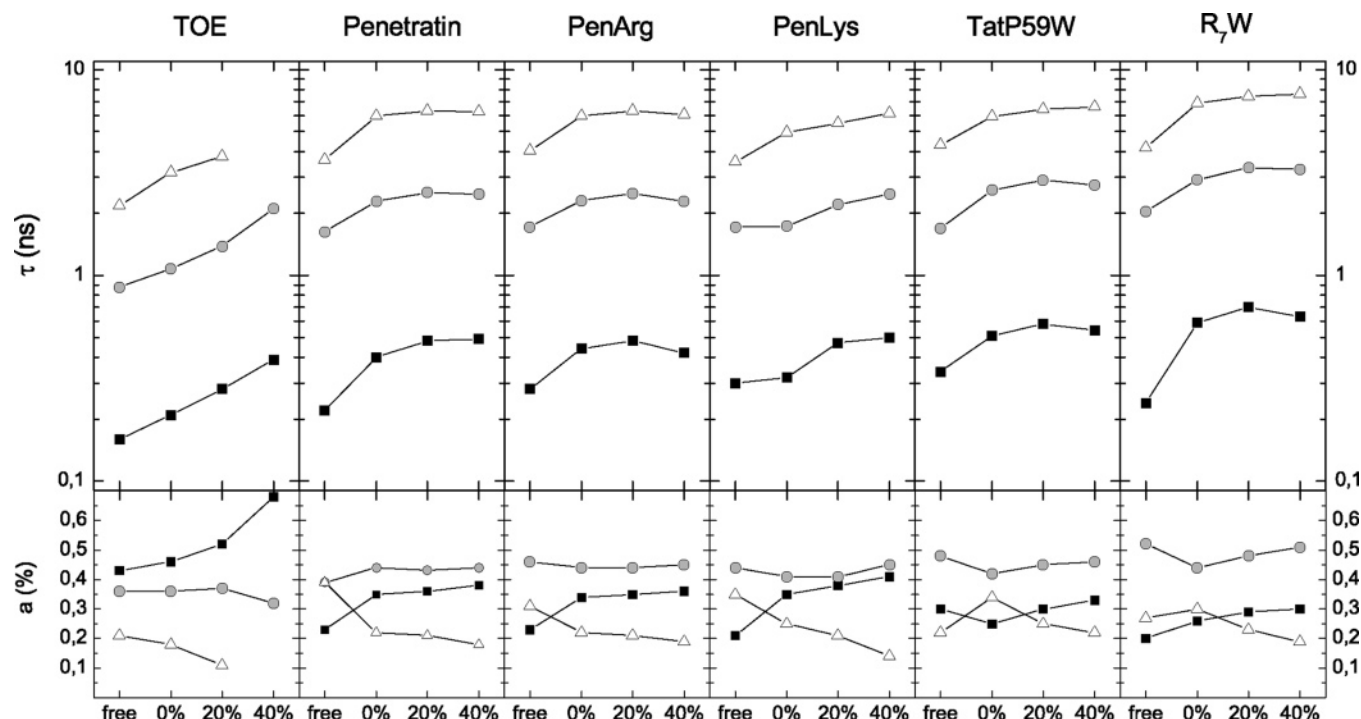 TOE Penetratin PenArg PenLys TatP59W R₇W
10 10
τ (ns)
1 1
0,1 0,1
0,6 0,6
0,5 0,5
a (%)
0,4 0,4
0,3 0,3
0,2 0,2
0,1 0,1
free 0% 20% 40% free 0% 20% 40% free 0% 20% 40% free 0% 20% 40% free 0% 20% 40% free 0% 20% 40%